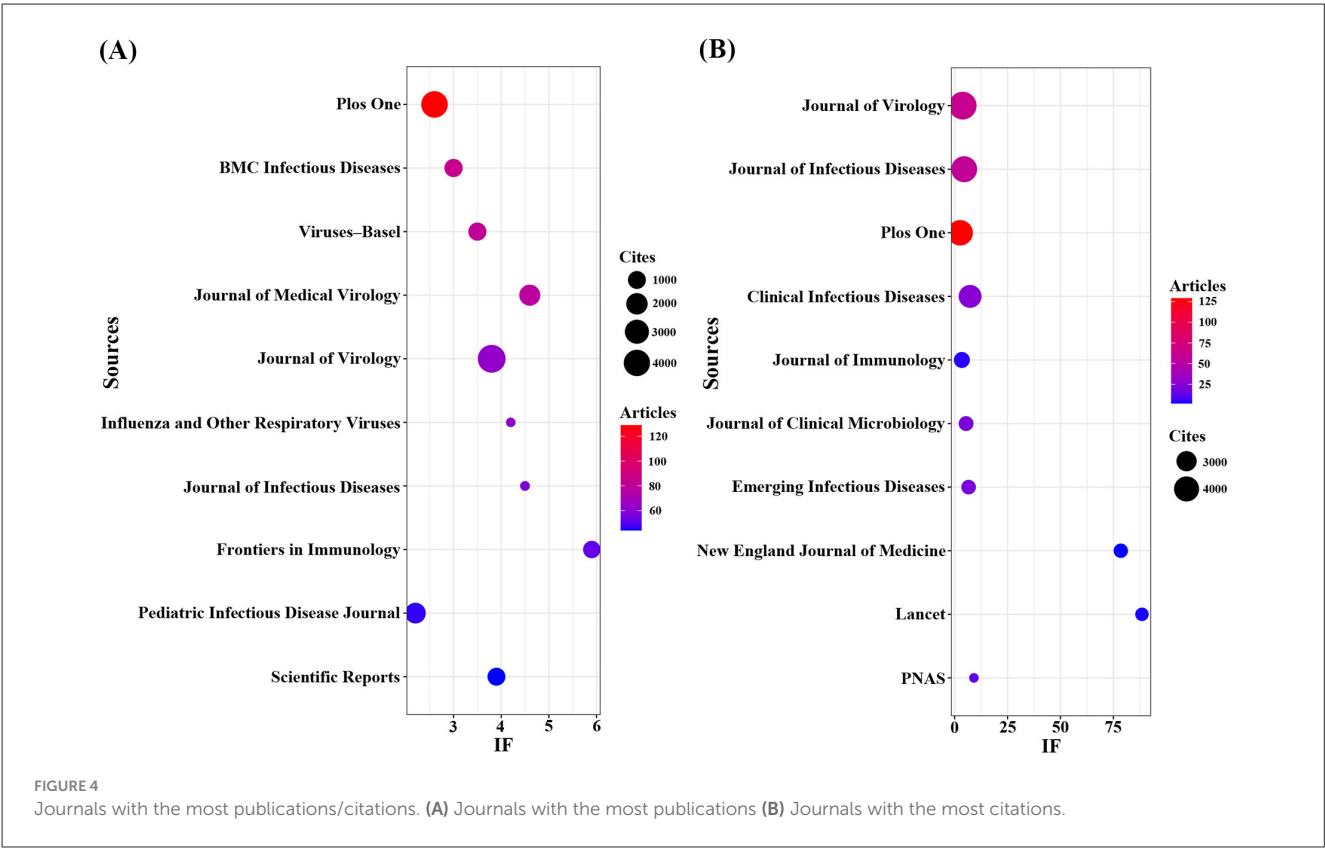 (A)
Sources
Plos One
BMC Infectious Diseases
Viruses–Basel
Journal of Medical Virology
Journal of Virology
Influenza and Other Respiratory Viruses
Journal of Infectious Diseases
Frontiers in Immunology
Pediatric Infectious Disease Journal
Scientific Reports
3 4 5 6
IF
Cites
1000
2000
3000
4000
Articles
120
100
80
60
(B)
Sources
Journal of Virology
Journal of Infectious Diseases
Plos One
Clinical Infectious Diseases
Journal of Immunology
Journal of Clinical Microbiology
Emerging Infectious Diseases
New England Journal of Medicine
Lancet
PNAS
0 25 50 75
IF
Articles
125
100
75
50
25
Cites
3000
4000
FIGURE 4
Journals with the most publications/citations. (A) Journals with the most publications (B) Journals with the most citations.